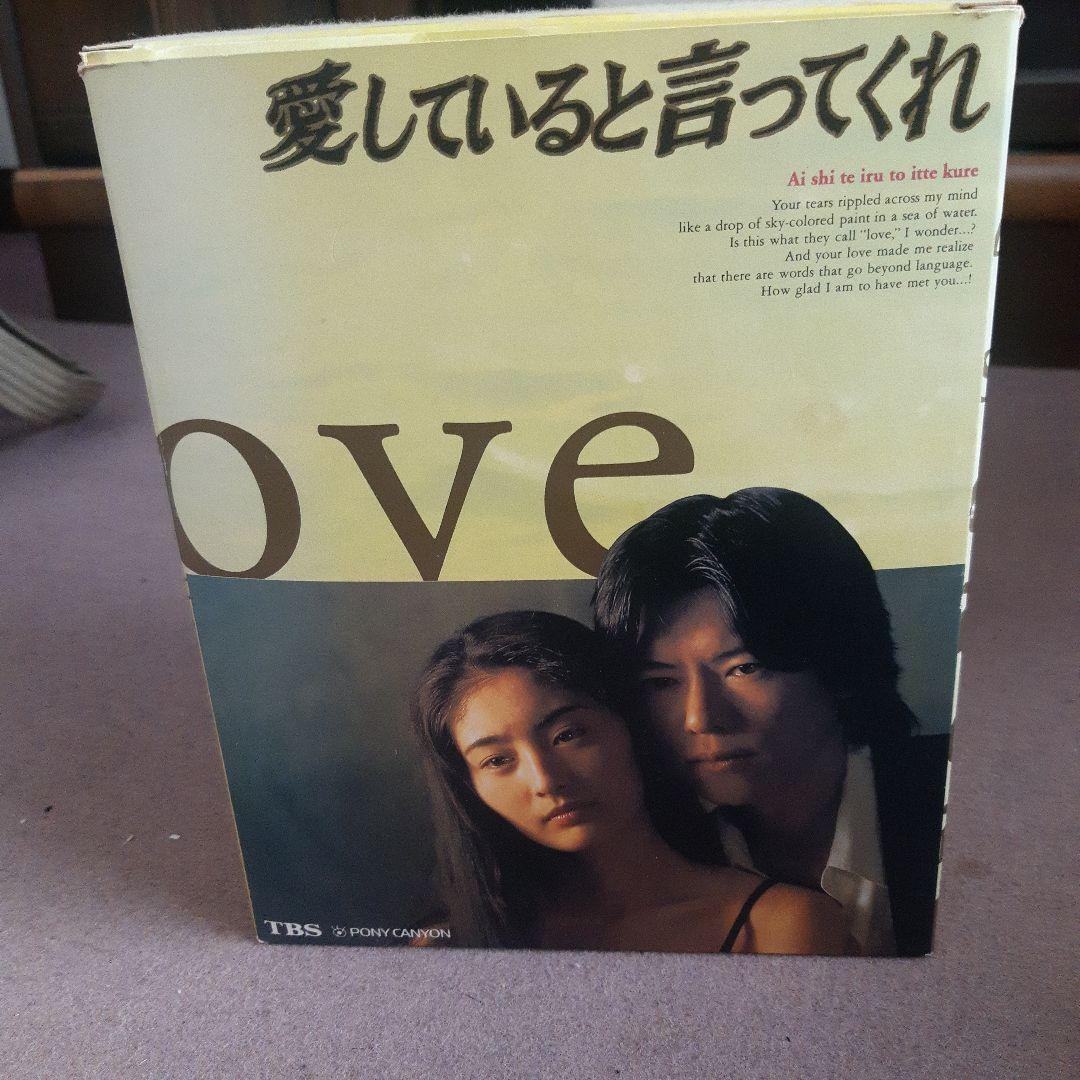 愛していると言ってくれ
Ai shi te iru to itte kure
Your tears rippled across my mind
like a drop of sky-colored paint in a sea of water.
Is this what they call "love," I wonder...?
And your love made me realize
that there are words that go beyond language.
How glad I am to have met you...!
ove
TBS PONY CANYON